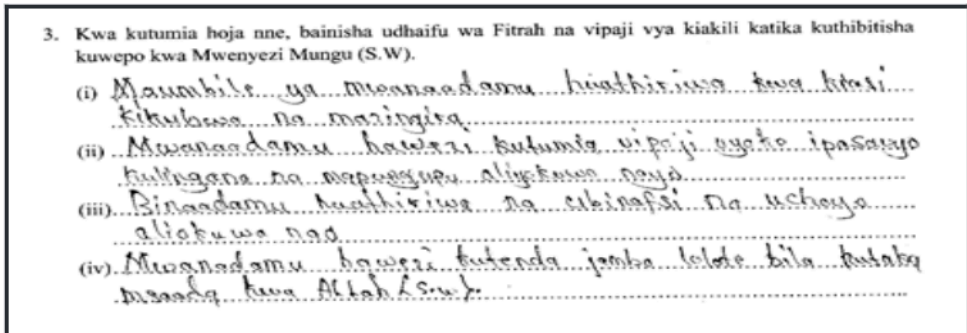 3. Kwa kutumia hoja nne, bainisha udhaifu wa Fitrah na vipaji vya kiakili katika kuthibitisha
kuwepo kwa Mwenyezi Mungu (S.W).
(i) Maumbile ya mwanaadamu huathiriwa kwa kiasi
kikubwa na mazingira
(ii) Mwanaadamu hawezi kutumia vipaji vyake ipasavyo
kulingana na mapungufu aliyokuwa nayo
(iii) Binaadamu huathiriwa na ubinafsi na uchoyo
aliokuwa nao
(iv) Mwanadamu hawezi kutenda jambo lolote bila kutaka
msaada kwa Allah (s.w).